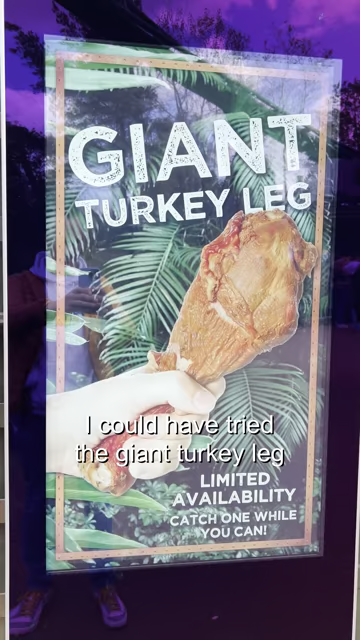 GIANT
TURKEY LEG
I could have tried
the giant turkey leg
LIMITED
AVAILABILITY
CATCH ONE WHILE
YOU CAN!